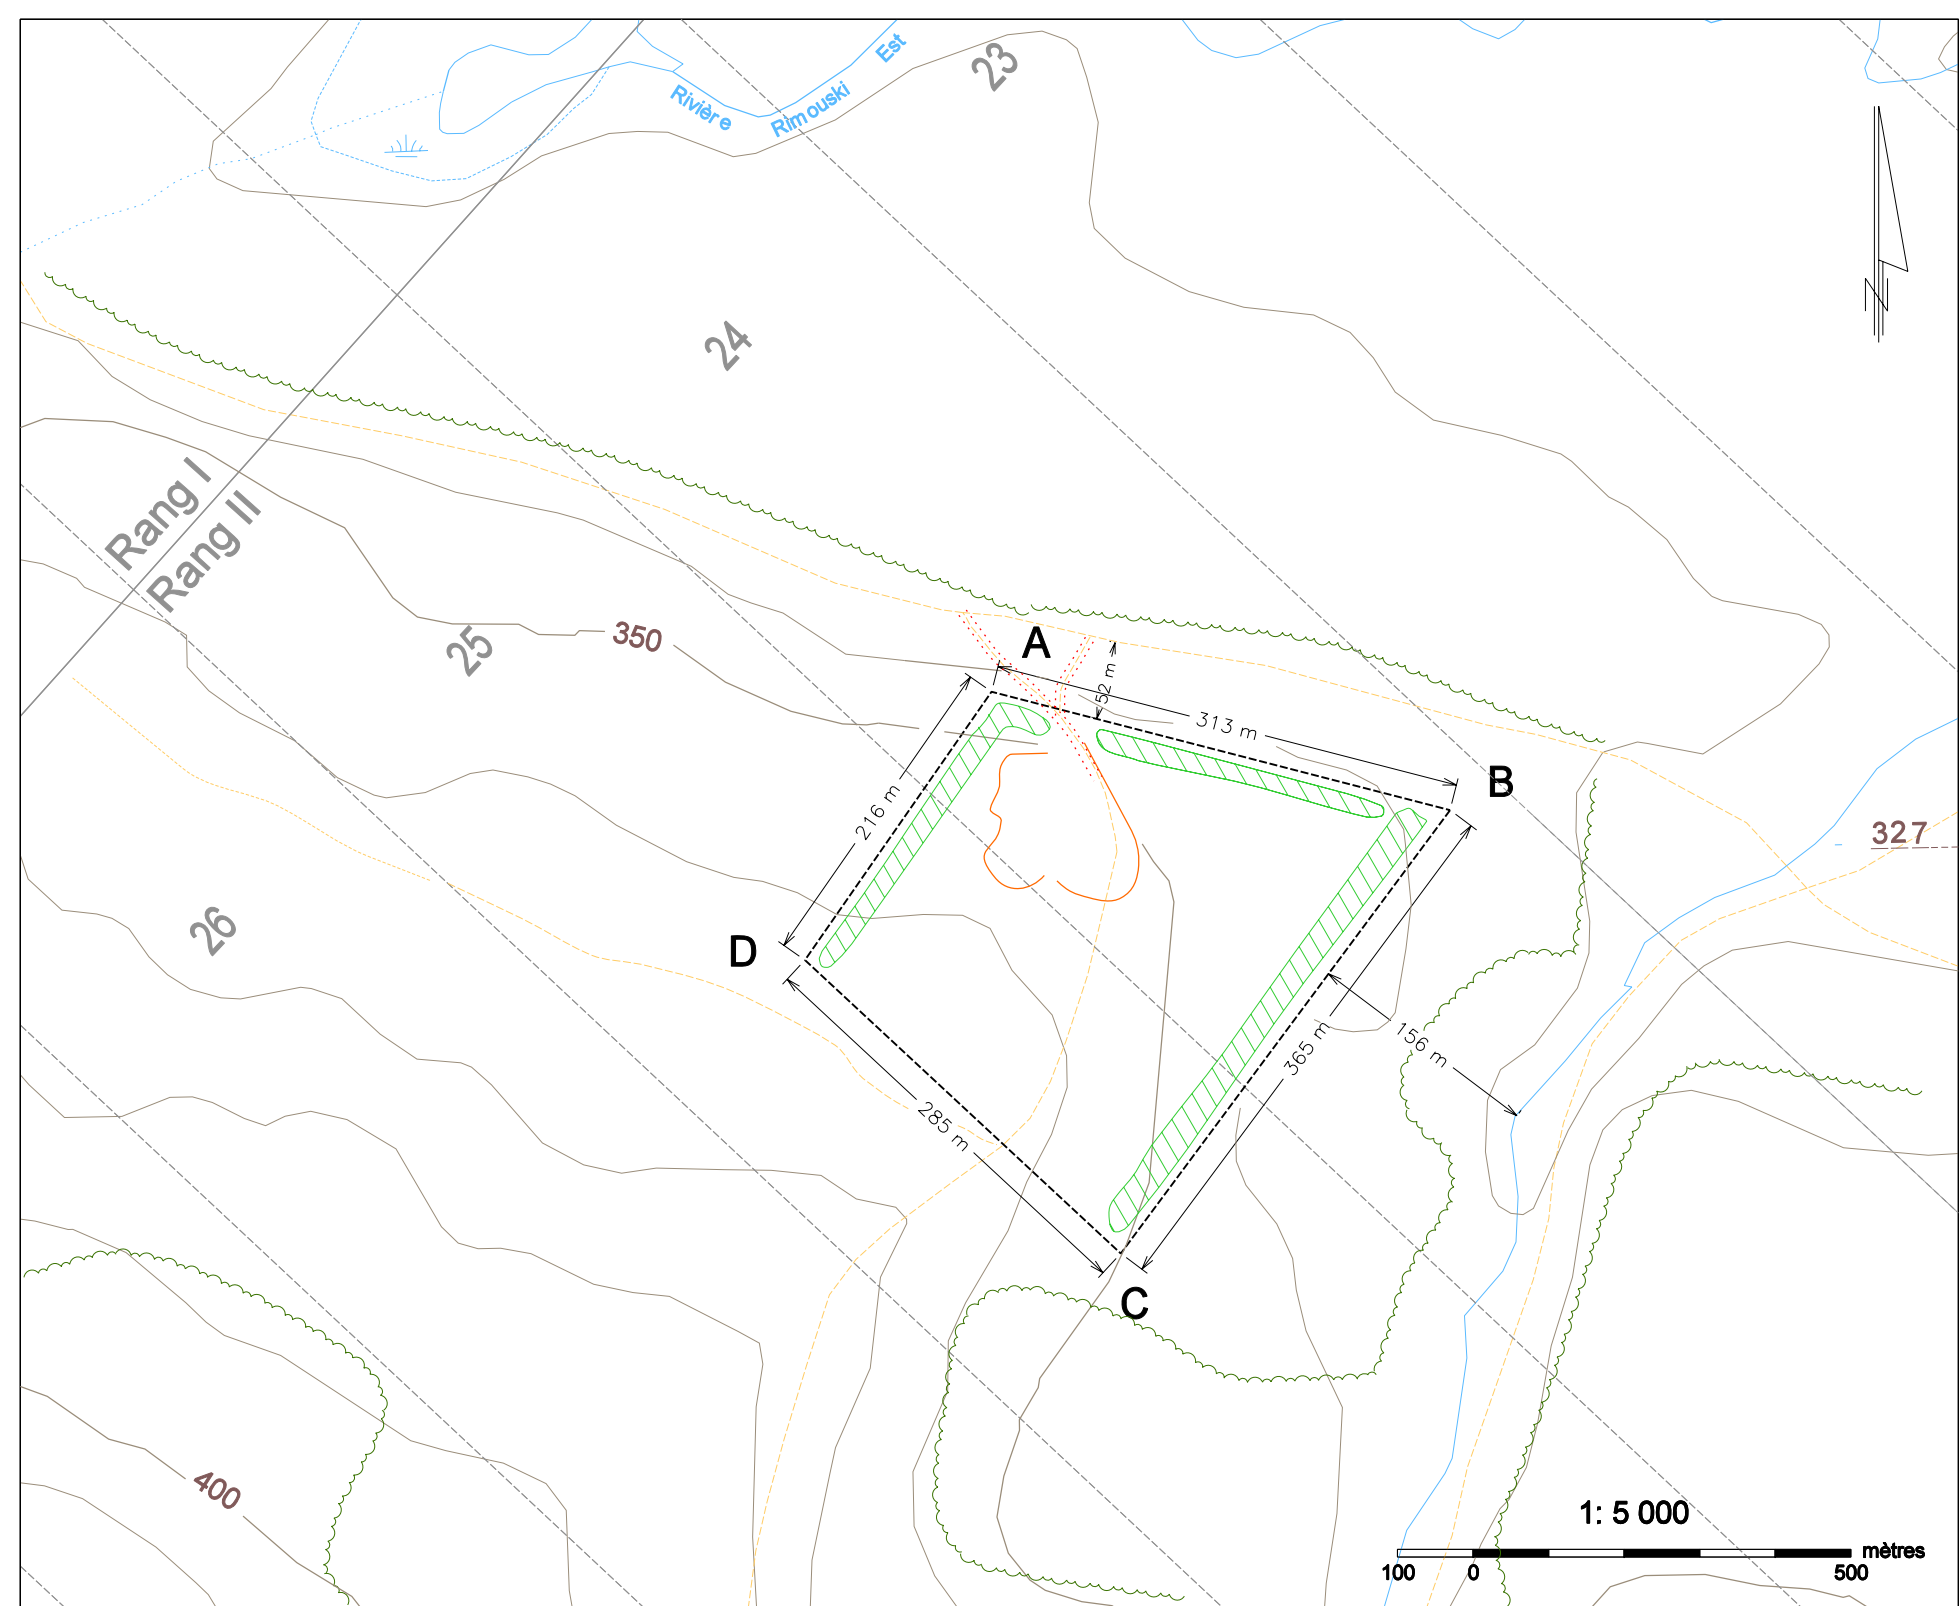 Rivière Rimouski Est
23
24
Rang I
Rang II
350
25
A
52 m
313 m
B
216 m
327
26
D
156 m
365 m
285 m
C
400
1: 5 000
mètres
100 0 500
N